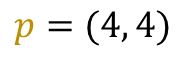 p = (4, 4)